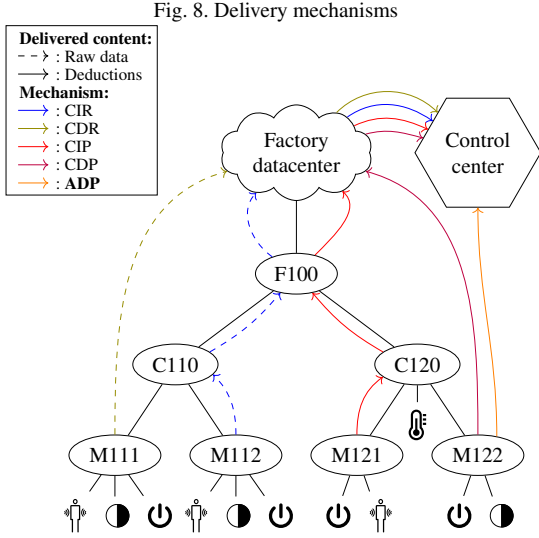 Fig. 8. Delivery mechanisms
Delivered content:
: Raw data
: Deductions
Mechanism:
: CIR
: CDR
: CIP
: CDP
: ADP
Factory
datacenter
Control
center
F100
C110
C120
M111
M112
M121
M122